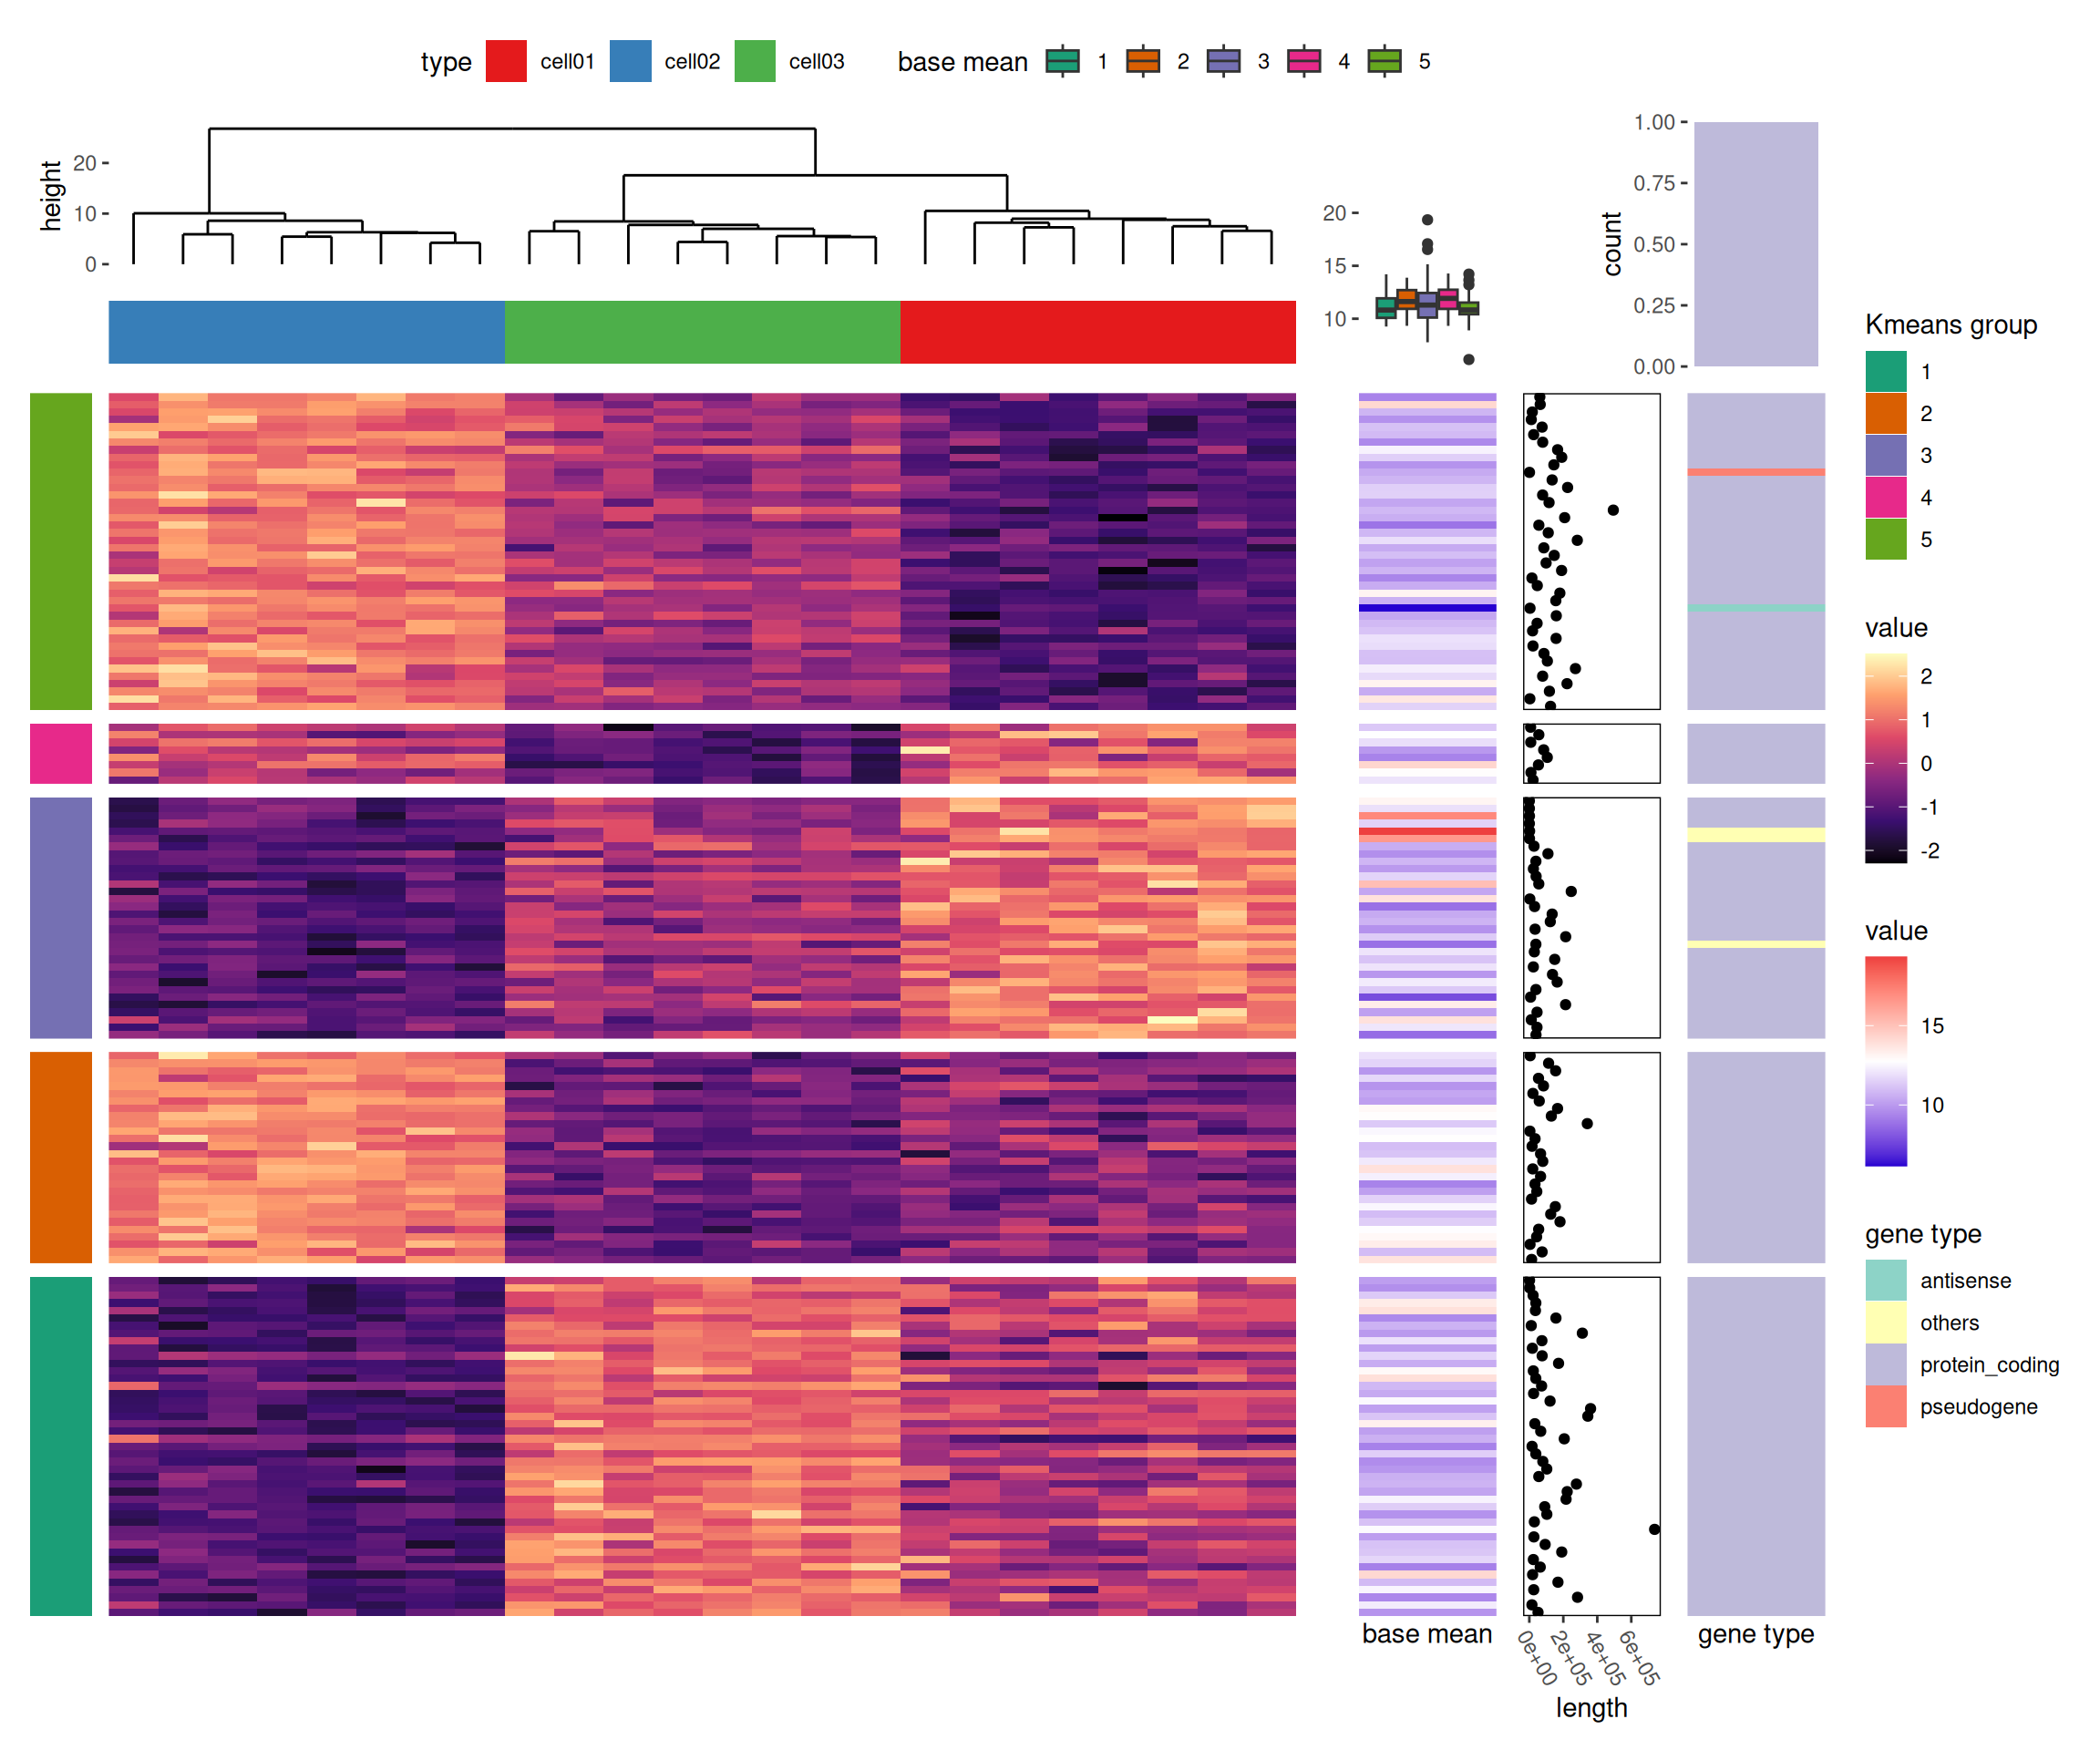 type cell01 cell02 cell03 base mean 1 2 3 4 5
height
20
10
0
20
15
10
count
1.00
0.75
0.50
0.25
0.00
Kmeans group
1
2
3
4
5
value
2
1
0
-1
-2
value
15
10
gene type
antisense
others
protein_coding
pseudogene
base mean
0e+00 2e+05 4e+05 6e+05
length
gene type